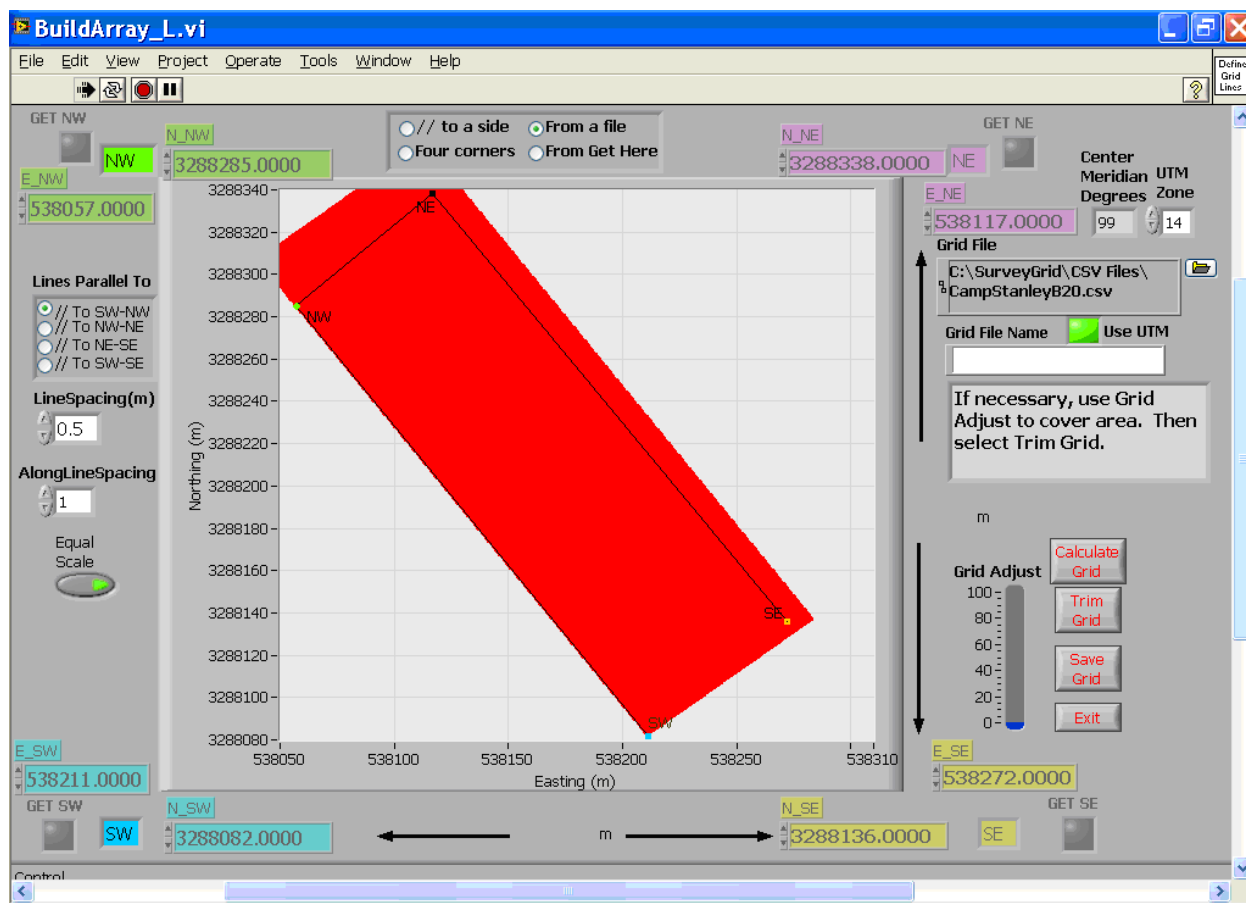 BuildArray_L.vi
File Edit View Project Operate Tools Window Help
Define
Grid
Lines
GET NW
NW
N_NW
3288285.0000
E_NW
538057.0000
// to a side
From a file
Four corners
From Get Here
N_NE
3288338.0000
NE
GET NE
E_NE
538117.0000
Center
Meridian
Degrees
99
UTM
Zone
14
Grid File
C:\SurveyGrid\CSV Files\
CampStanleyB20.csv
Grid File Name
Use UTM
If necessary, use Grid
Adjust to cover area. Then
select Trim Grid.
Lines Parallel To
// To SW-NW
// To NW-NE
// To NE-SE
// To SW-SE
LineSpacing(m)
0.5
AlongLineSpacing
1
Equal
Scale
Northing (m)
3288340
3288320
3288300
3288280
3288260
3288240
3288220
3288200
3288180
3288160
3288140
3288120
3288100
3288080
NE
NW
SE
SW
538050 538100 538150 538200 538250 538310
Easting (m)
m
Grid Adjust
100
80
60
40
20
0
Calculate
Grid
Trim
Grid
Save
Grid
Exit
E_SW
538211.0000
GET SW
SW
N_SW
3288082.0000
m
E_SE
538272.0000
N_SE
3288136.0000
SE
GET SE
Control